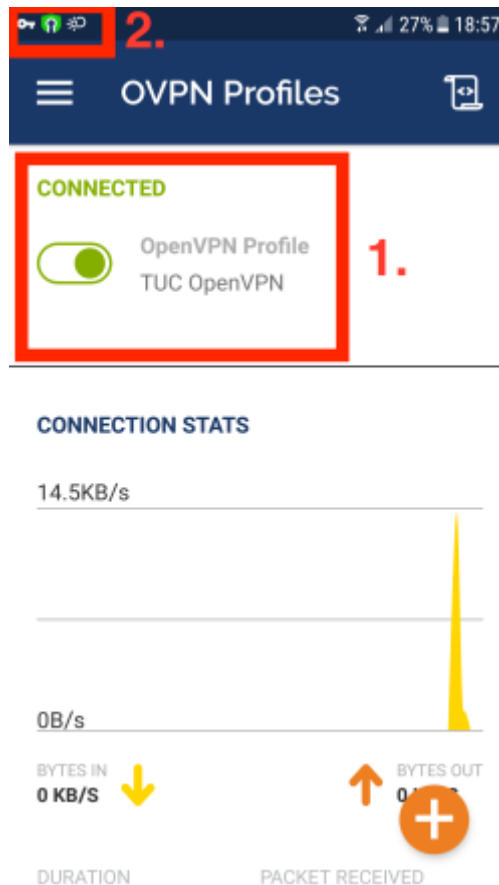 2.
27% 18:57
OVPN Profiles
CONNECTED
OpenVPN Profile
TUC OpenVPN
1.
CONNECTION STATS
14.5KB/s
0B/s
BYTES IN
0 KB/S
BYTES OUT
0
DURATION
PACKET RECEIVED